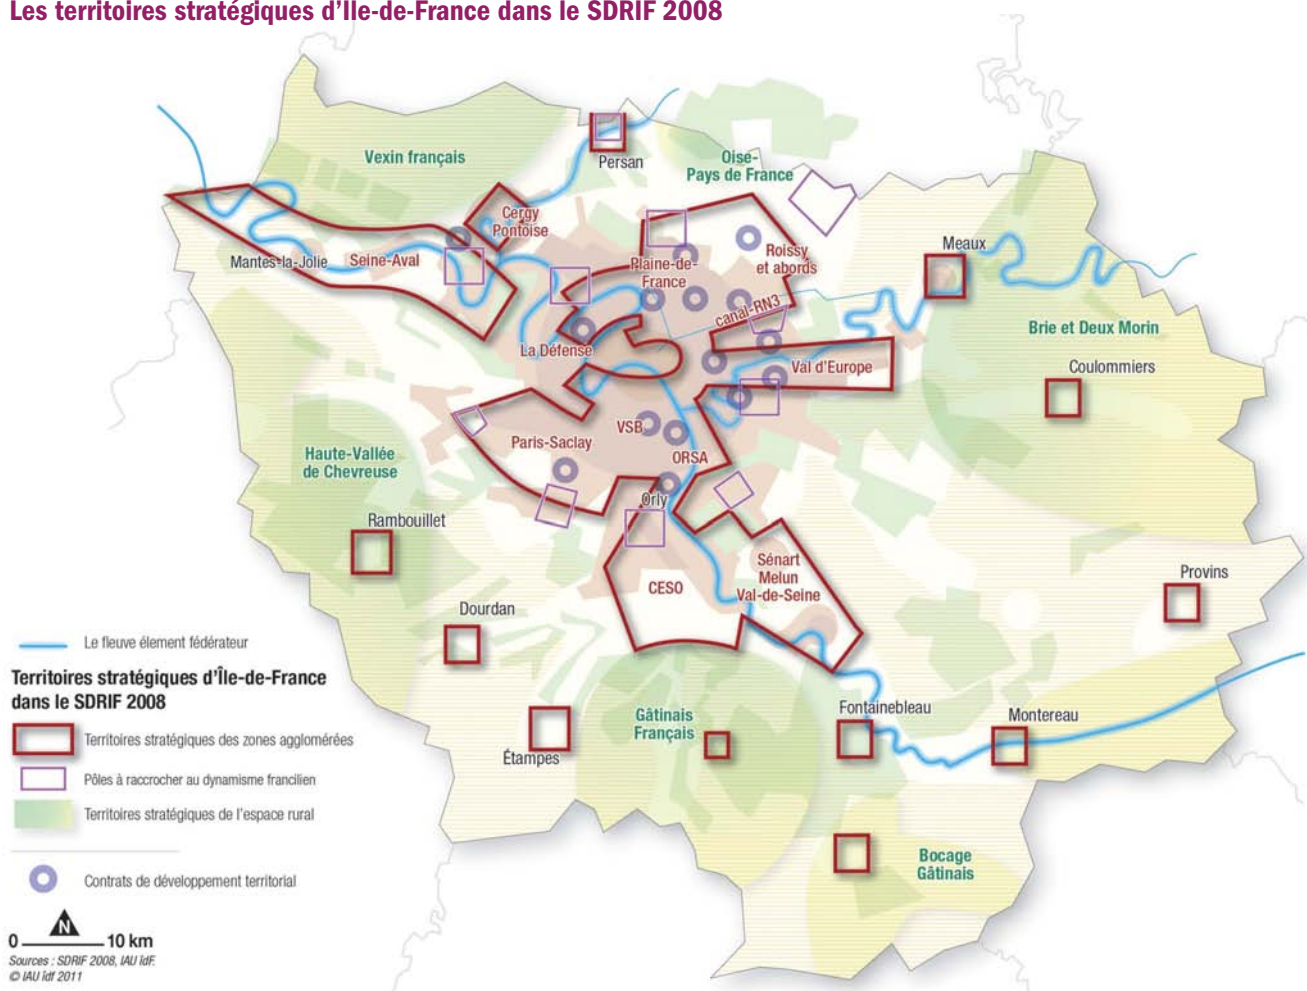 Les territoires stratégiques d'Île-de-France dans le SDRIF 2008
Vexin français
Persan
Oise-
Pays de France
Cergy
Pontoise
Mantes-la-Jolie
Seine-Aval
Plaine-de-
France
Roissy
et abords
Meaux
canal-RN3
Brie et Deux Morin
La Défense
Val d'Europe
Coulommiers
VSB
Paris-Saclay
ORSA
Haute-Vallée
de Chevreuse
Orly
Rambouillet
Sénart
Melun
Val-de-Seine
CESO
Provins
Dourdan
Gâtinais
Français
Fontainebleau
Montereau
Étampes
Bocage
Gâtinais
Le fleuve élement fédérateur
Territoires stratégiques d'Île-de-France
dans le SDRIF 2008
Territoires stratégiques des zones agglomérées
Pôles à raccrocher au dynamisme francilien
Territoires stratégiques de l'espace rural
Contrats de développement territorial
N
0 10 km
Sources : SDRIF 2008, IAU îdF.
© IAU îdf 2011